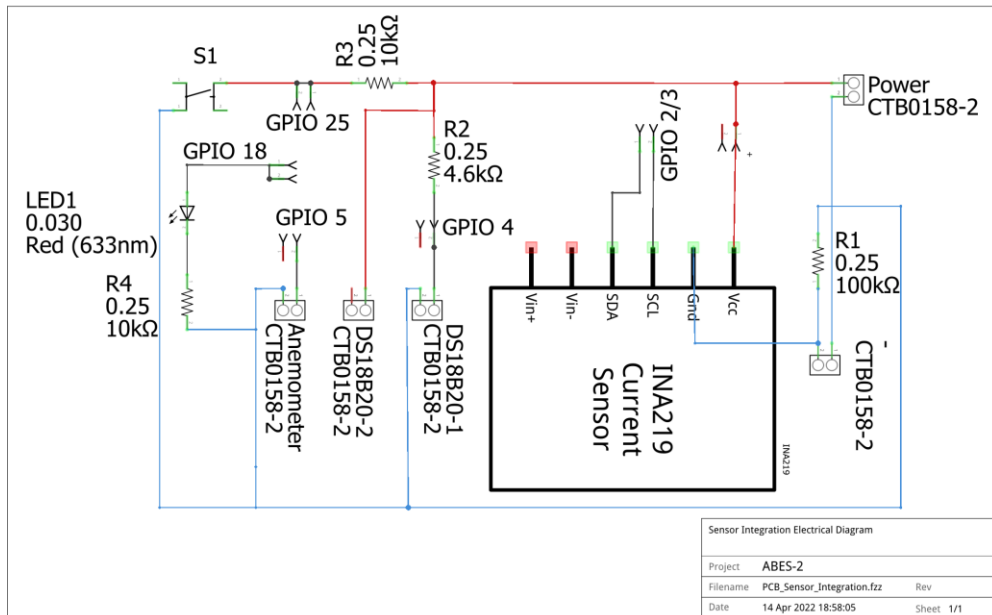 S1
R3
0.25
10kΩ
GPIO 25
Power
CTB0158-2
R2
0.25
4.6kΩ
GPIO 2/3
+
GPIO 18
LED1
0.030
Red (633nm)
GPIO 5
GPIO 4
R1
0.25
100kΩ
R4
0.25
10kΩ
Anemometer
CTB0158-2
DS18B20-2
CTB0158-2
DS18B20-1
CTB0158-2
Vin+
Vin-
SDA
SCL
Gnd
Vcc
INA219
Current
Sensor
INA219
-
CTB0158-2
Sensor Integration Electrical Diagram
Project ABES-2
Filename PCB_Sensor_Integration.fzz Rev
Date 14 Apr 2022 18:58:05 Sheet 1/1